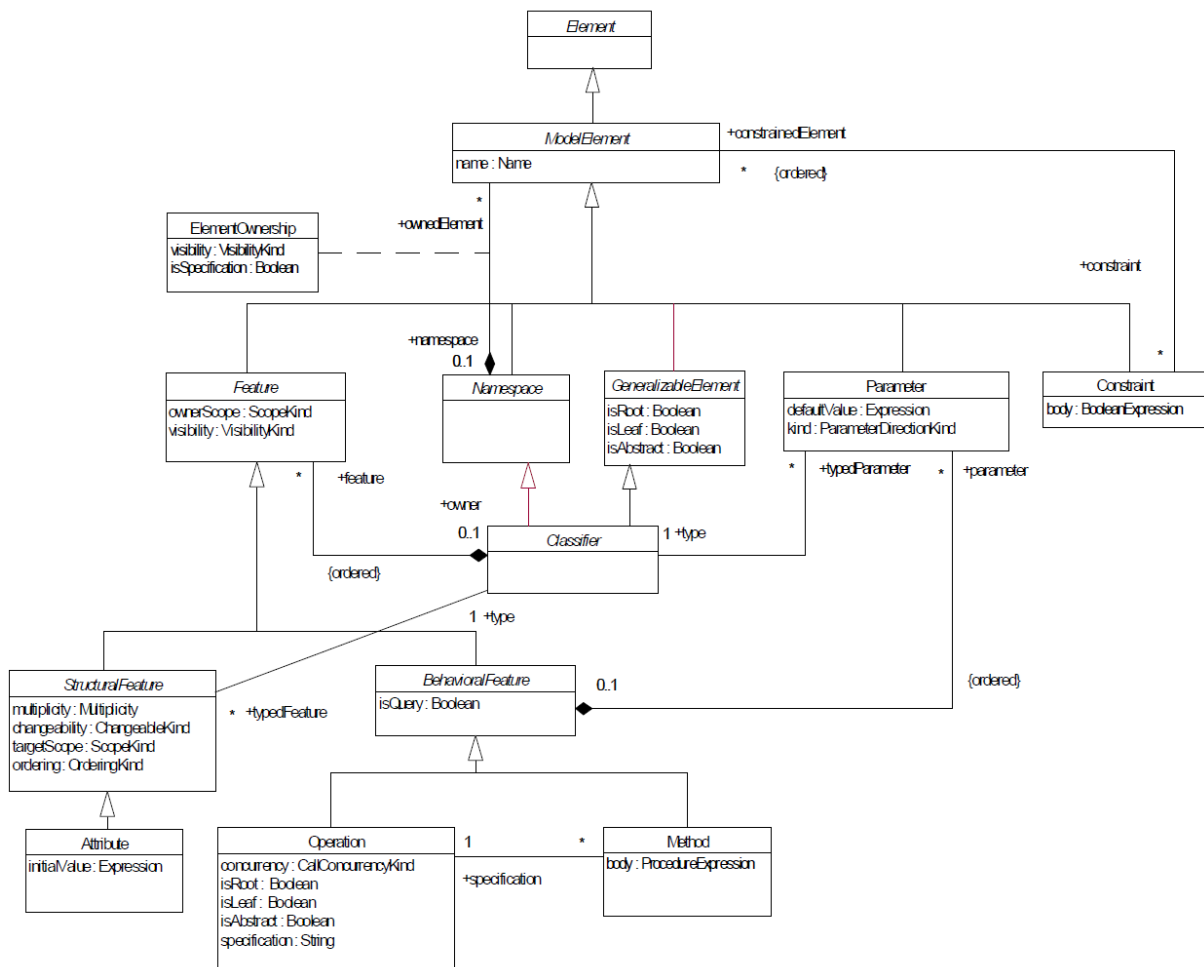 Element
ModelElement
name : Name
+constrainedElement
*
{ordered}
*
+ownedElement
ElementOwnership
visibility : VisibilityKind
isSpecification : Boolean
+constraint
*
+namespace
0..1
Feature
ownerScope : ScopeKind
visibility : VisibilityKind
Namespace
GeneralizableElement
isRoot : Boolean
isLeaf : Boolean
isAbstract : Boolean
Parameter
defaultValue : Expression
kind : ParameterDirectionKind
Constraint
body : BooleanExpression
*
+feature
+owner
0..1
{ordered}
Classifier
1 +type
*
+typedParameter
*
+parameter
1 +type
StructuralFeature
multiplicity : Multiplicity
changeability : ChangeableKind
targetScope : ScopeKind
ordering : OrderingKind
* +typedFeature
BehavioralFeature
isQuery : Boolean
0..1
{ordered}
Attribute
initialValue : Expression
Operation
concurrency : CallConcurrencyKind
isRoot : Boolean
isLeaf : Boolean
isAbstract : Boolean
specification : String
1
*
+specification
Method
body : ProcedureExpression